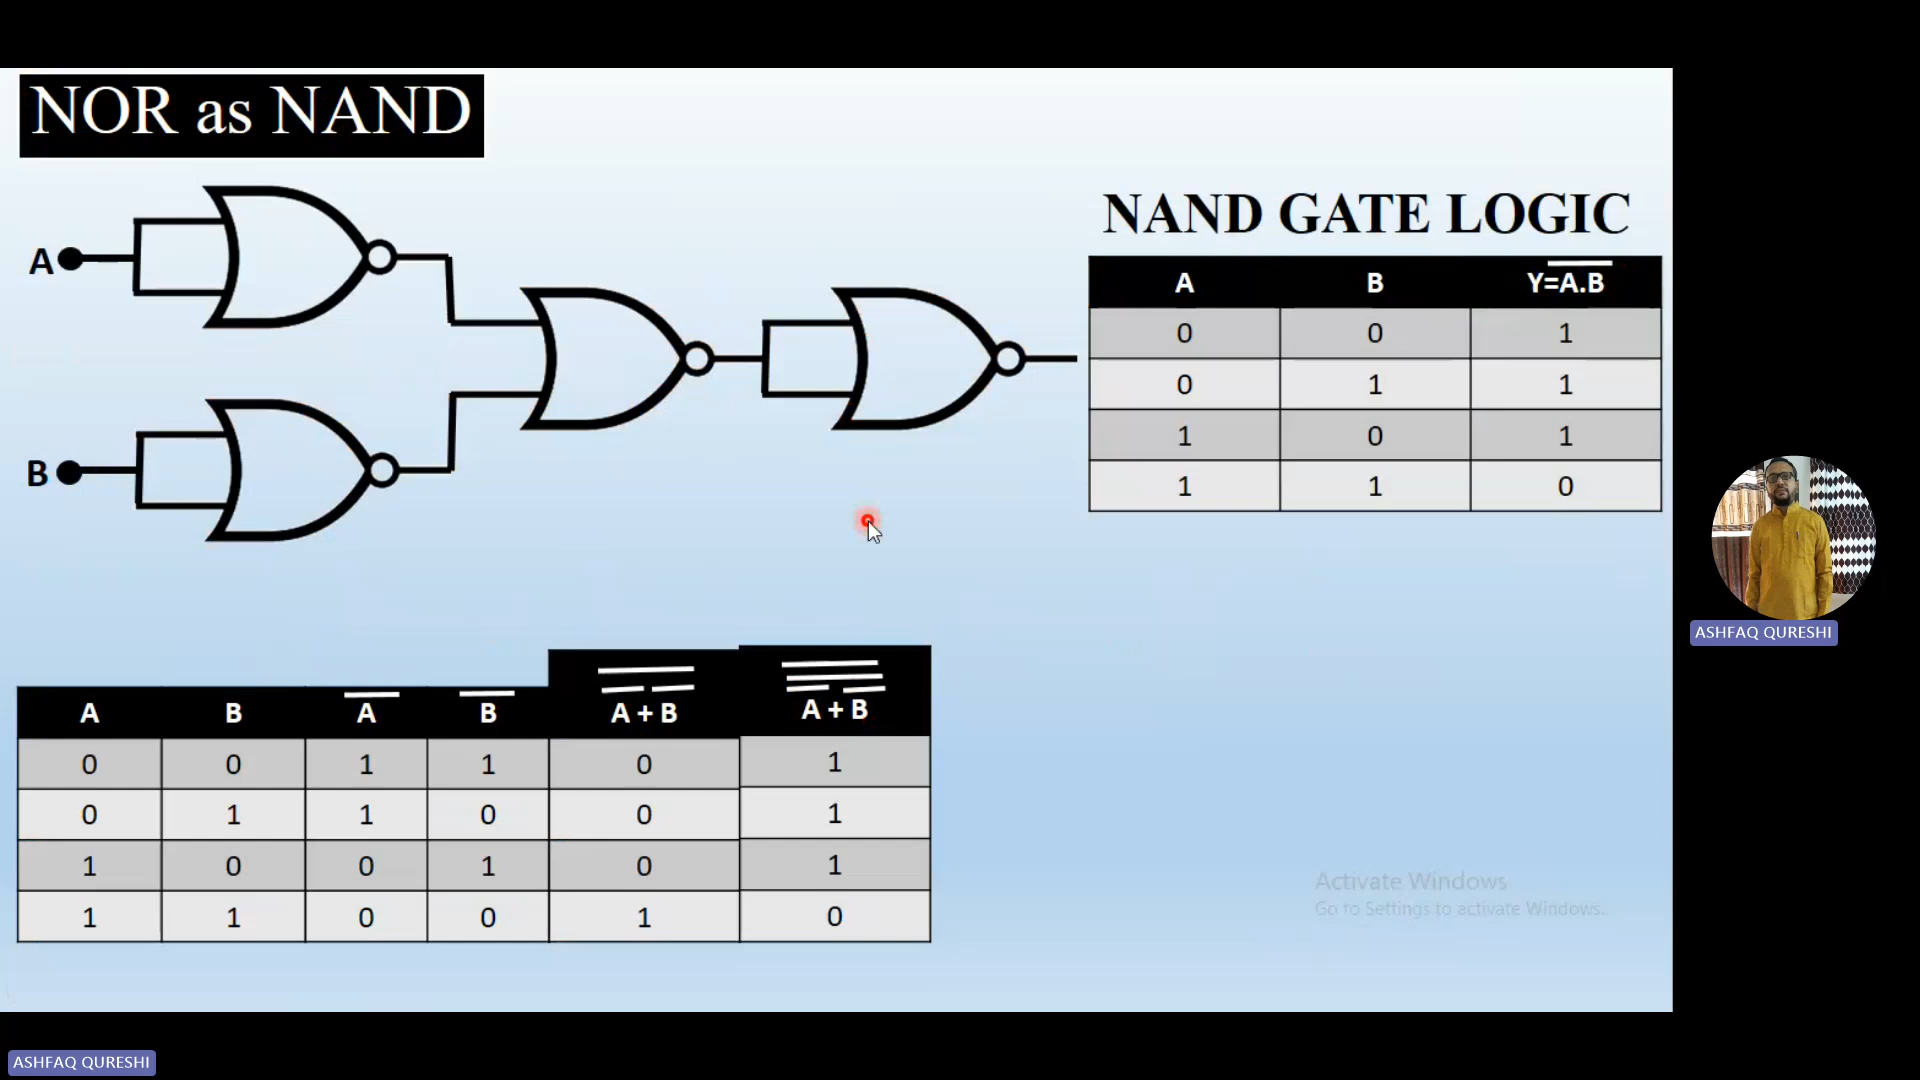 NOR as NAND
A
B
NAND GATE LOGIC
A B Y=A̅.̅B̅
0 0 1
0 1 1
1 0 1
1 1 0
A B A̅ B̅ A̿ + B̿ A̿̅ + B̿̅
0 0 1 1 0 1
0 1 1 0 0 1
1 0 0 1 0 1
1 1 0 0 1 0
Activate Windows
Go to Settings to activate Windows.
ASHFAQ QURESHI
ASHFAQ QURESHI